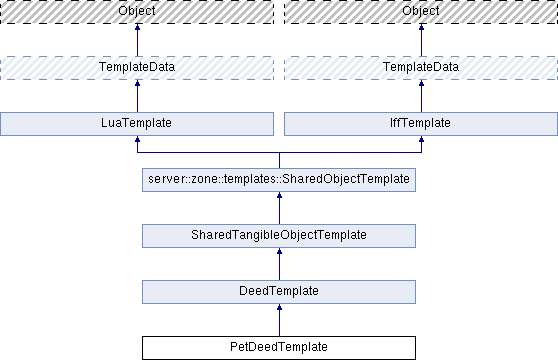 Object
Object
TemplateData
TemplateData
LuaTemplate
IffTemplate
server::zone::templates::SharedObjectTemplate
SharedTangibleObjectTemplate
DeedTemplate
PetDeedTemplate